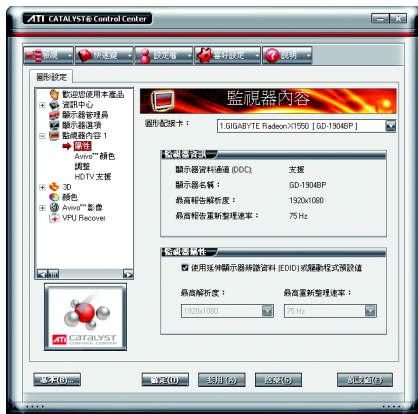 ATI CATALYST® Control Center
檢視
快速鍵
設定檔
喜好設定
說明
圖形設定
歡迎您使用本產品
資訊中心
顯示器管理員
顯示器選項
監視器內容 1
屬性
Avivo™ 顏色
調整
HDTV 支援
3D
顏色
Avivo™ 影像
VPU Recover
監視器內容
圖形配接卡：
1.GIGABYTE Radeon X1550 [ GD-1904BP ]
監視器資訊
顯示器資料通道 (DDC): 支援
顯示器名稱： GD-1904BP
最高報告解析度： 1920x1080
最高報告重新整理速率： 75 Hz
監視器屬性
使用延伸顯示器辨識資料 (EDID) 或驅動程式預設值
最高解析度： 最高重新整理速率：
1920x1080 75 Hz
ATI CATALYST
CONTROL CENTER
基本(B)...
確定(O)
套用(A)
預設值(D)